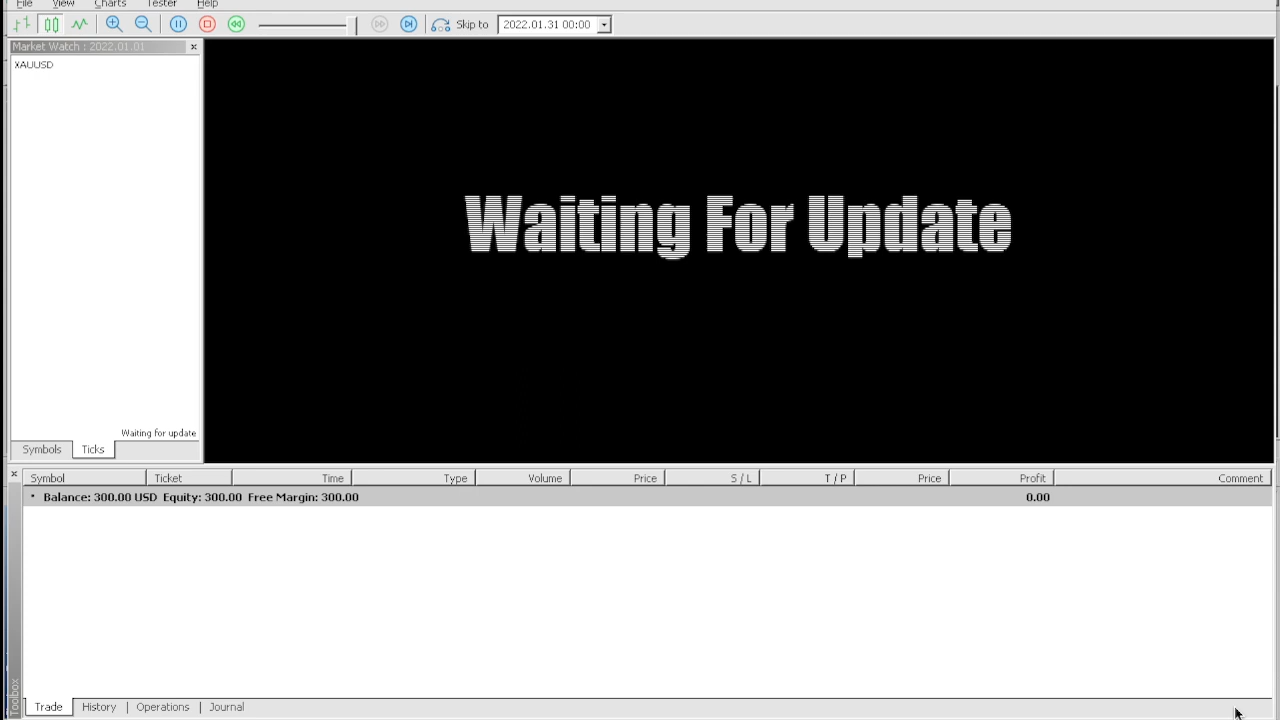 File View Charts Tester Help
Skip to 2022.01.31 00:00
Market Watch : 2022.01.01
XAUUSD
Waiting For Update
Waiting for update
Symbols Ticks
Symbol Ticket Time Type Volume Price S / L T / P Price Profit Comment
Balance: 300.00 USD Equity: 300.00 Free Margin: 300.00 0.00
Toolbox
Trade History Operations Journal